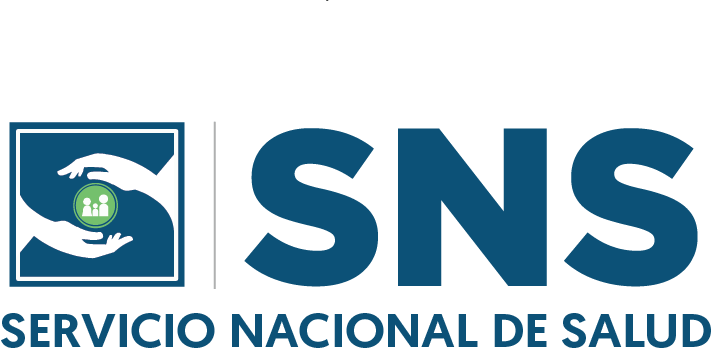 SNS
SERVICIO NACIONAL DE SALUD